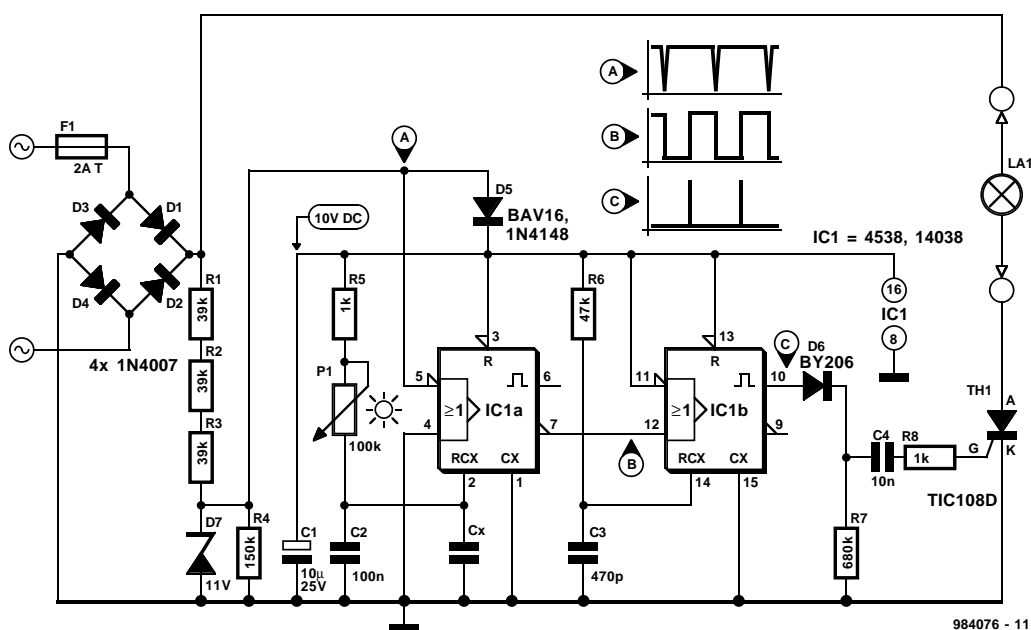 F1
2A T
D3
D1
D4
D2
4x 1N4007
R1
39k
R2
39k
R3
39k
D7
11V
R4
150k
A
10V DC
D5
BAV16,
1N4148
A
B
C
IC1 = 4538, 14038
LA1
R5
1k
P1
100k
C1
10µ
25V
C2
100n
Cx
3
R
5
4
≥1
IC1a
6
7
RCX
CX
2
1
R6
47k
C3
470p
B
13
R
11
12
≥1
IC1b
10
9
RCX
CX
14
15
C
D6
BY206
16
IC1
8
C4
10n
R8
1k
R7
680k
TH1
A
G
K
TIC108D
984076 - 11